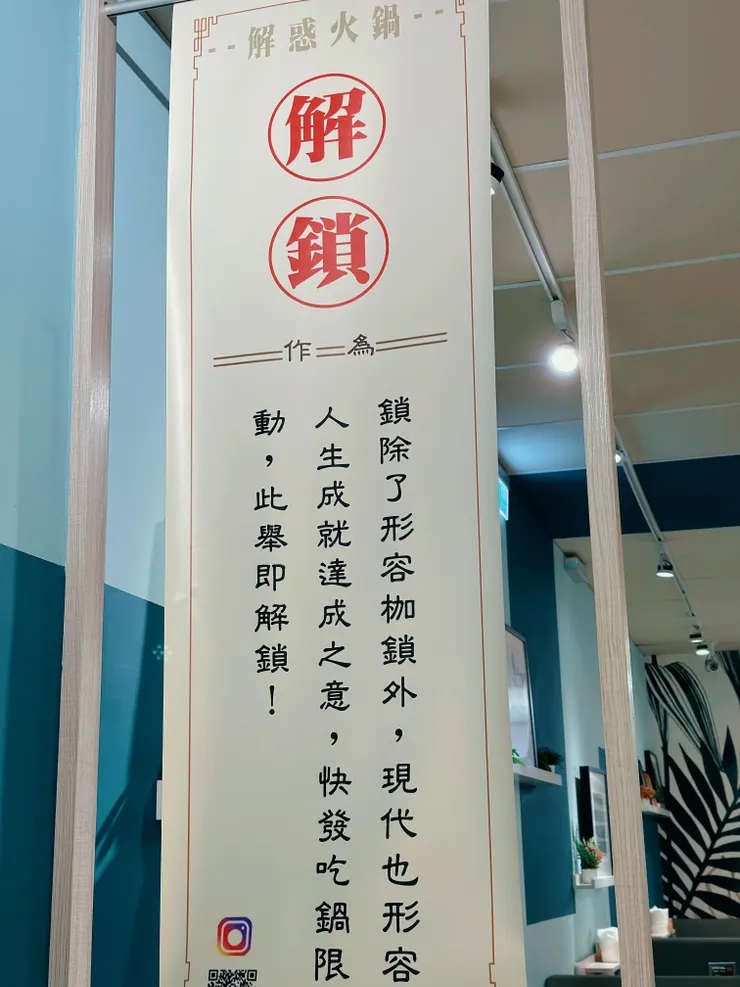 解惑火鍋
解
鎖
作為
鎖除了形容枷鎖外，現代也形容
人生成就達成之意，快發吃鍋限
動，此舉即解鎖！